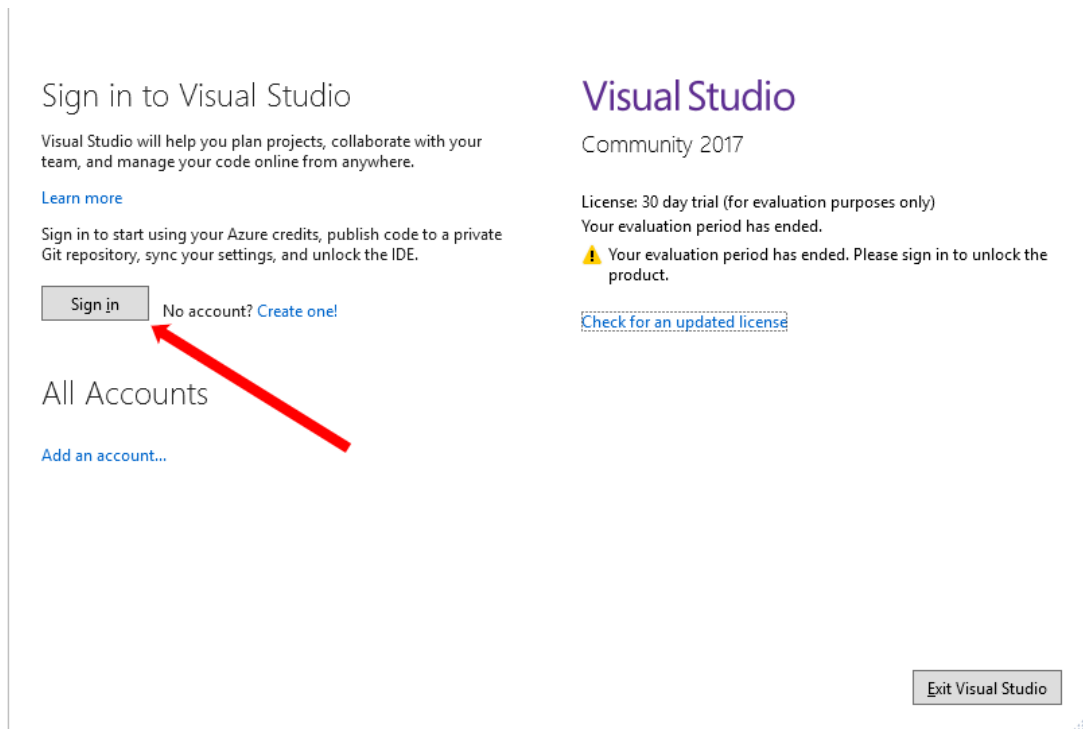 Sign in to Visual Studio
Visual Studio will help you plan projects, collaborate with your
team, and manage your code online from anywhere.
Learn more
Sign in to start using your Azure credits, publish code to a private
Git repository, sync your settings, and unlock the IDE.
Sign in
No account? Create one!
All Accounts
Add an account...
Visual Studio
Community 2017
License: 30 day trial (for evaluation purposes only)
Your evaluation period has ended.
Your evaluation period has ended. Please sign in to unlock the
product.
Check for an updated license
Exit Visual Studio